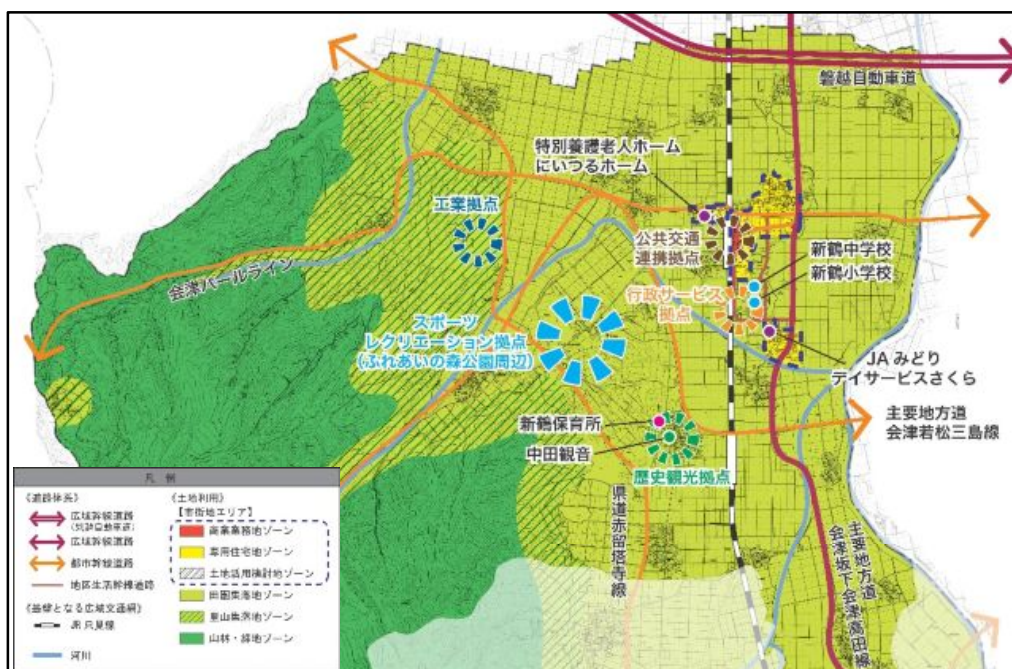 磐越自動車道
特別養護老人ホーム
にいつるホーム
工業拠点
公共交通
連携拠点
新鶴中学校
新鶴小学校
会津パールライン
行政サービス
拠点
スポーツ
レクリエーション拠点
(ふれあいの森公園周辺)
JAみどり
デイサービスさくら
主要地方道
会津若松三島線
新鶴保育所
中田観音
歴史観光拠点
県道赤留塔寺線
主要地方道
会津坂下会津高田線
凡例
《道路体系》
広域幹線道路
(磐越自動車道)
広域幹線道路
都市幹線道路
地区生活幹線道路
《基盤となる広域交通網》
JR只見線
河川
《土地利用》
【市街地エリア】
商業業務地ゾーン
専用住宅地ゾーン
土地活用検討地ゾーン
田園集落地ゾーン
里山集落地ゾーン
山林・緑地ゾーン